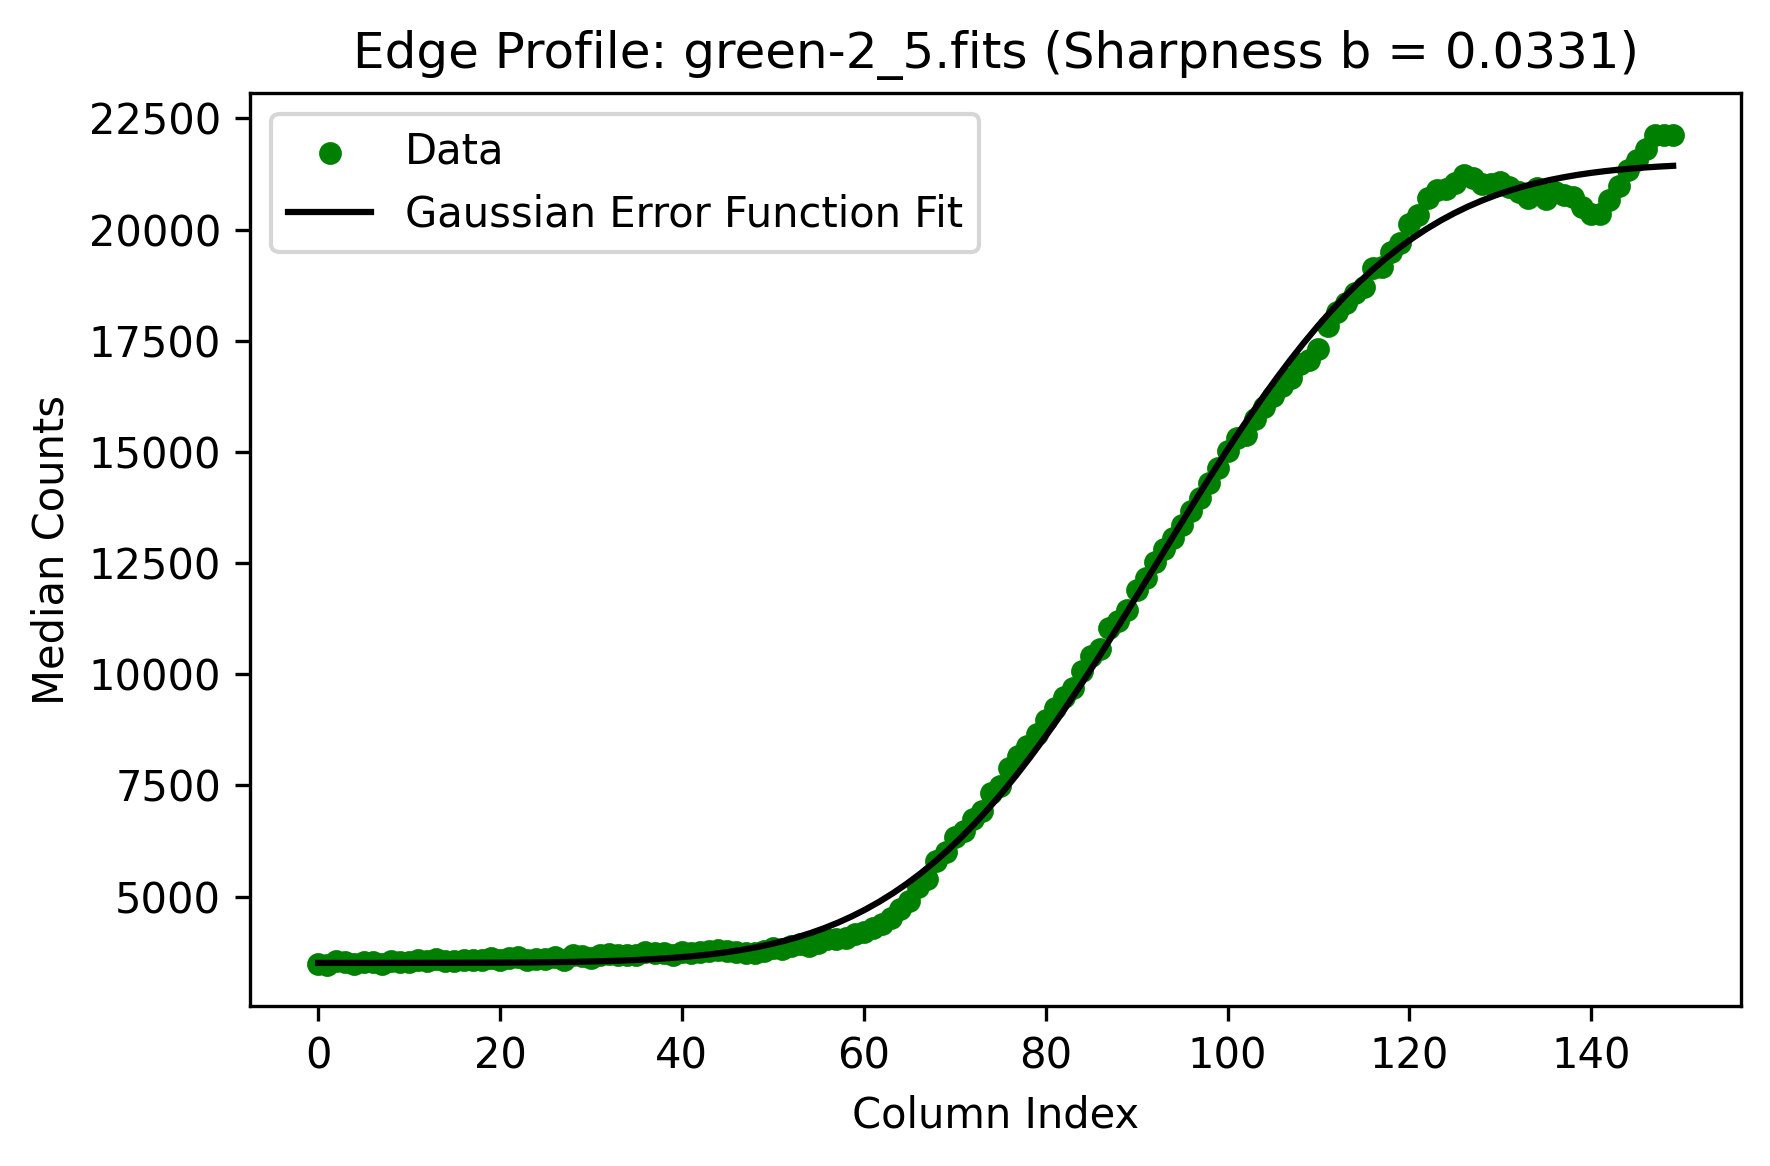 Edge Profile: green-2_5.fits (Sharpness b = 0.0331)
Data
Gaussian Error Function Fit
22500
20000
17500
15000
12500
10000
7500
5000
Median Counts
0 20 40 60 80 100 120 140
Column Index